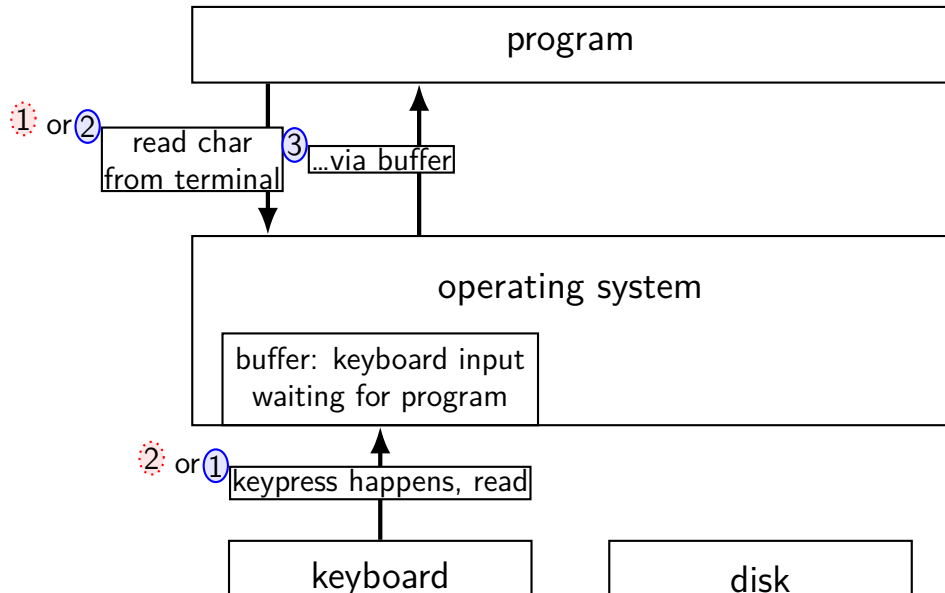 program
1 or 2
read char
from terminal
3
...via buffer
operating system
buffer: keyboard input
waiting for program
2 or 1
keypress happens, read
keyboard
disk